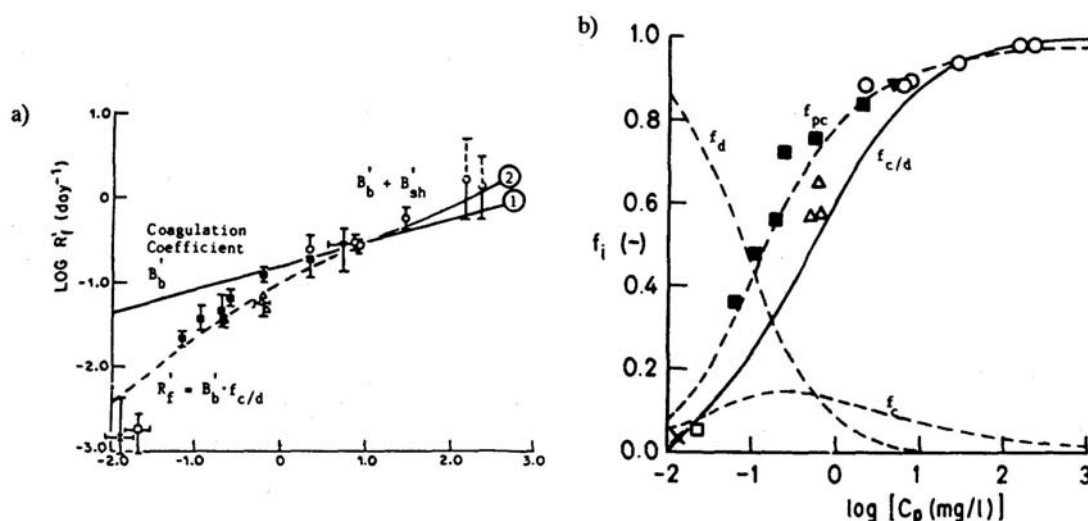 a)
1.0
0
-1.0
-2.0
-3.0
LOG R'f (day⁻¹)
Coagulation
Coefficient
B'b
B'b + B'sh
2
1
R'f = B'b · fc/d
-2.0
-1.0
0
1.0
2.0
3.0
b)
1.0
0.8
0.6
0.4
0.2
0.0
fi (-)
fd
fpc
fc/d
fc
-2
-1
0
1
2
3
log [Cp (mg/l)]